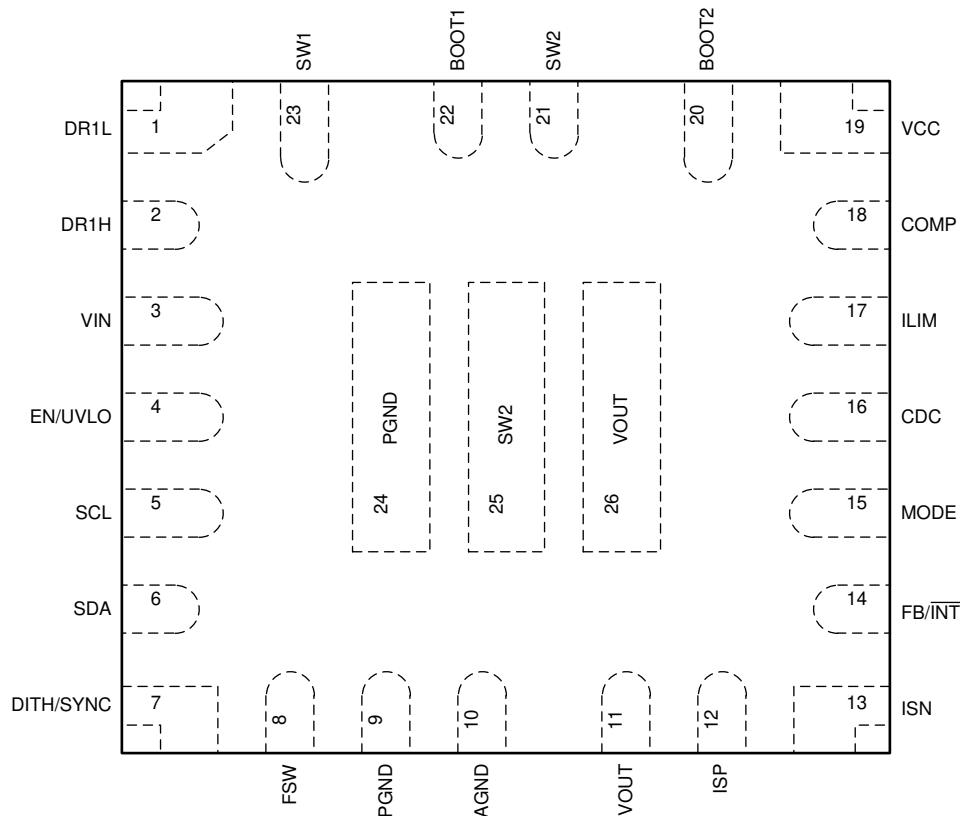 SW1
BOOT1
SW2
BOOT2
23
22
21
20
DR1L
1
19
VCC
DR1H
2
18
COMP
VIN
3
17
ILIM
EN/UVLO
4
16
CDC
PGND
SW2
VOUT
24
25
26
SCL
5
15
MODE
SDA
6
14
FB/I̅N̅T̅
DITH/SYNC
7
13
ISN
8
9
10
11
12
FSW
PGND
AGND
VOUT
ISP